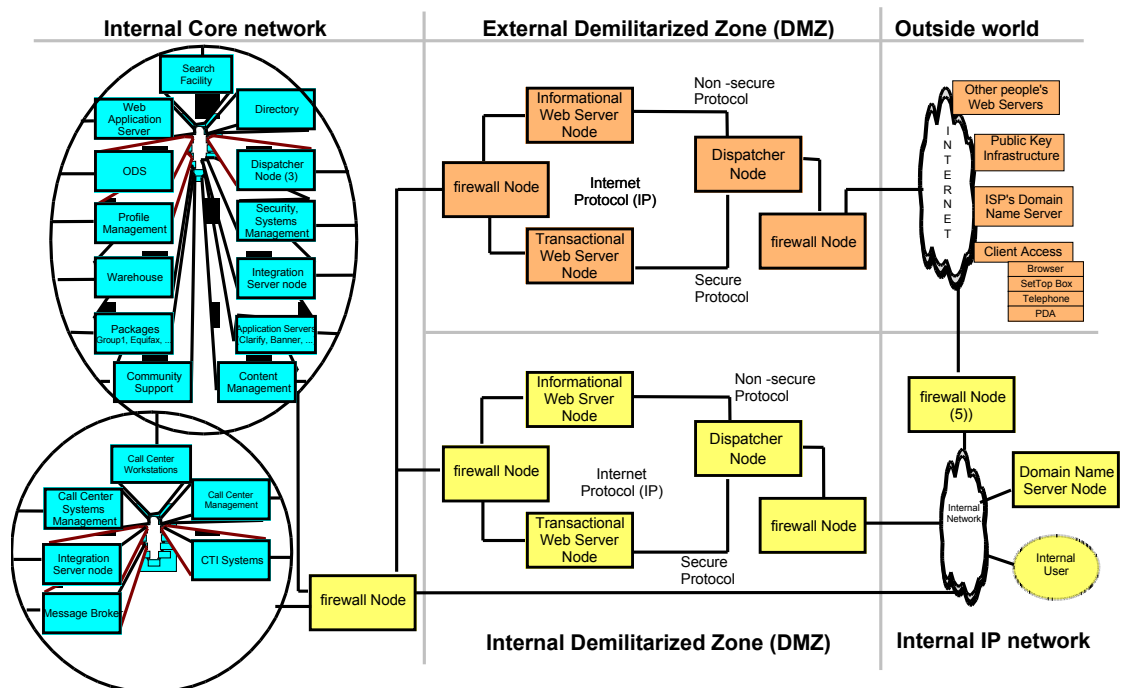 Internal Core network
External Demilitarized Zone (DMZ)
Outside world
Search
Facility
Web
Application
Server
Directory
ODS
Dispatcher
Node (3)
Profile
Management
Security,
Systems
Management
Warehouse
Integration
Server node
Packages
Group1, Equifax, ...
Application Servers
Clarify, Banner, ...
Community
Support
Content
Management
Call Center
Workstations
Call Center
Systems
Management
Call Center
Management
Integration
Server node
CTI Systems
Message Broker
firewall Node
Informational
Web Server
Node
Non -secure
Protocol
Dispatcher
Node
firewall Node
Internet
Protocol (IP)
Transactional
Web Server
Node
Secure
Protocol
firewall Node
INTERNET
Other people's
Web Servers
Public Key
Infrastructure
ISP's Domain
Name Server
Client Access
Browser
SetTop Box
Telephone
PDA
Informational
Web Srver
Node
Non -secure
Protocol
Dispatcher
Node
firewall Node
Internet
Protocol (IP)
Transactional
Web Server
Node
Secure
Protocol
firewall Node
firewall Node
(5))
Internal
Network
Domain Name
Server Node
Internal
User
Internal Demilitarized Zone (DMZ)
Internal IP network